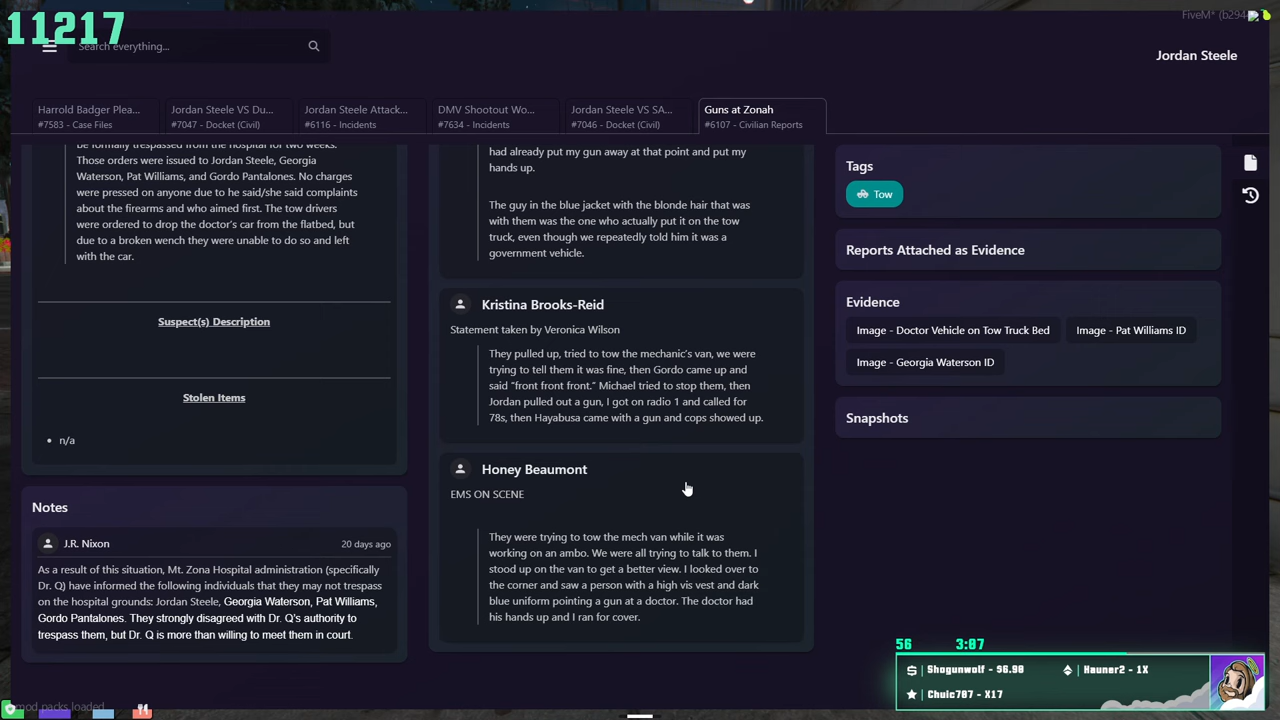 11217
FiveM* (b294
Search everything...
Jordan Steele
Harrold Badger Plea...
#7583 - Case Files
Jordan Steele VS Du...
#7047 - Docket (Civil)
Jordan Steele Attack...
#6116 - Incidents
DMV Shootout Wo...
#7634 - Incidents
Jordan Steele VS SA...
#7046 - Docket (Civil)
Guns at Zonah
#6107 - Civilian Reports
be formally trespassed from the hospital for two weeks.
Those orders were issued to Jordan Steele, Georgia
Waterson, Pat Williams, and Gordo Pantalones. No charges
were pressed on anyone due to he said/she said complaints
about the firearms and who aimed first. The tow drivers
were ordered to drop the doctor's car from the flatbed, but
due to a broken wench they were unable to do so and left
with the car.
Suspect(s) Description
Stolen Items
• n/a
Notes
J.R. Nixon
20 days ago
As a result of this situation, Mt. Zona Hospital administration (specifically
Dr. Q) have informed the following individuals that they may not trespass
on the hospital grounds: Jordan Steele, Georgia Waterson, Pat Williams,
Gordo Pantalones. They strongly disagreed with Dr. Q's authority to
trespass them, but Dr. Q is more than willing to meet them in court.
had already put my gun away at that point and put my
hands up.
The guy in the blue jacket with the blonde hair that was
with them was the one who actually put it on the tow
truck, even though we repeatedly told him it was a
government vehicle.
Kristina Brooks-Reid
Statement taken by Veronica Wilson
They pulled up, tried to tow the mechanic's van, we were
trying to tell them it was fine, then Gordo came up and
said "front front front." Michael tried to stop them, then
Jordan pulled out a gun, I got on radio 1 and called for
78s, then Hayabusa came with a gun and cops showed up.
Honey Beaumont
EMS ON SCENE
They were trying to tow the mech van while it was
working on an ambo. We were all trying to talk to them. I
stood up on the van to get a better view. I looked over to
the corner and saw a person with a high vis vest and dark
blue uniform pointing a gun at a doctor. The doctor had
his hands up and I ran for cover.
Tags
Tow
Reports Attached as Evidence
Evidence
Image - Doctor Vehicle on Tow Truck Bed
Image - Pat Williams ID
Image - Georgia Waterson ID
Snapshots
56
3:07
Shogunwolf - $6.90
Hauner2 - 1X
Chuic707 - X17
mod packs loaded